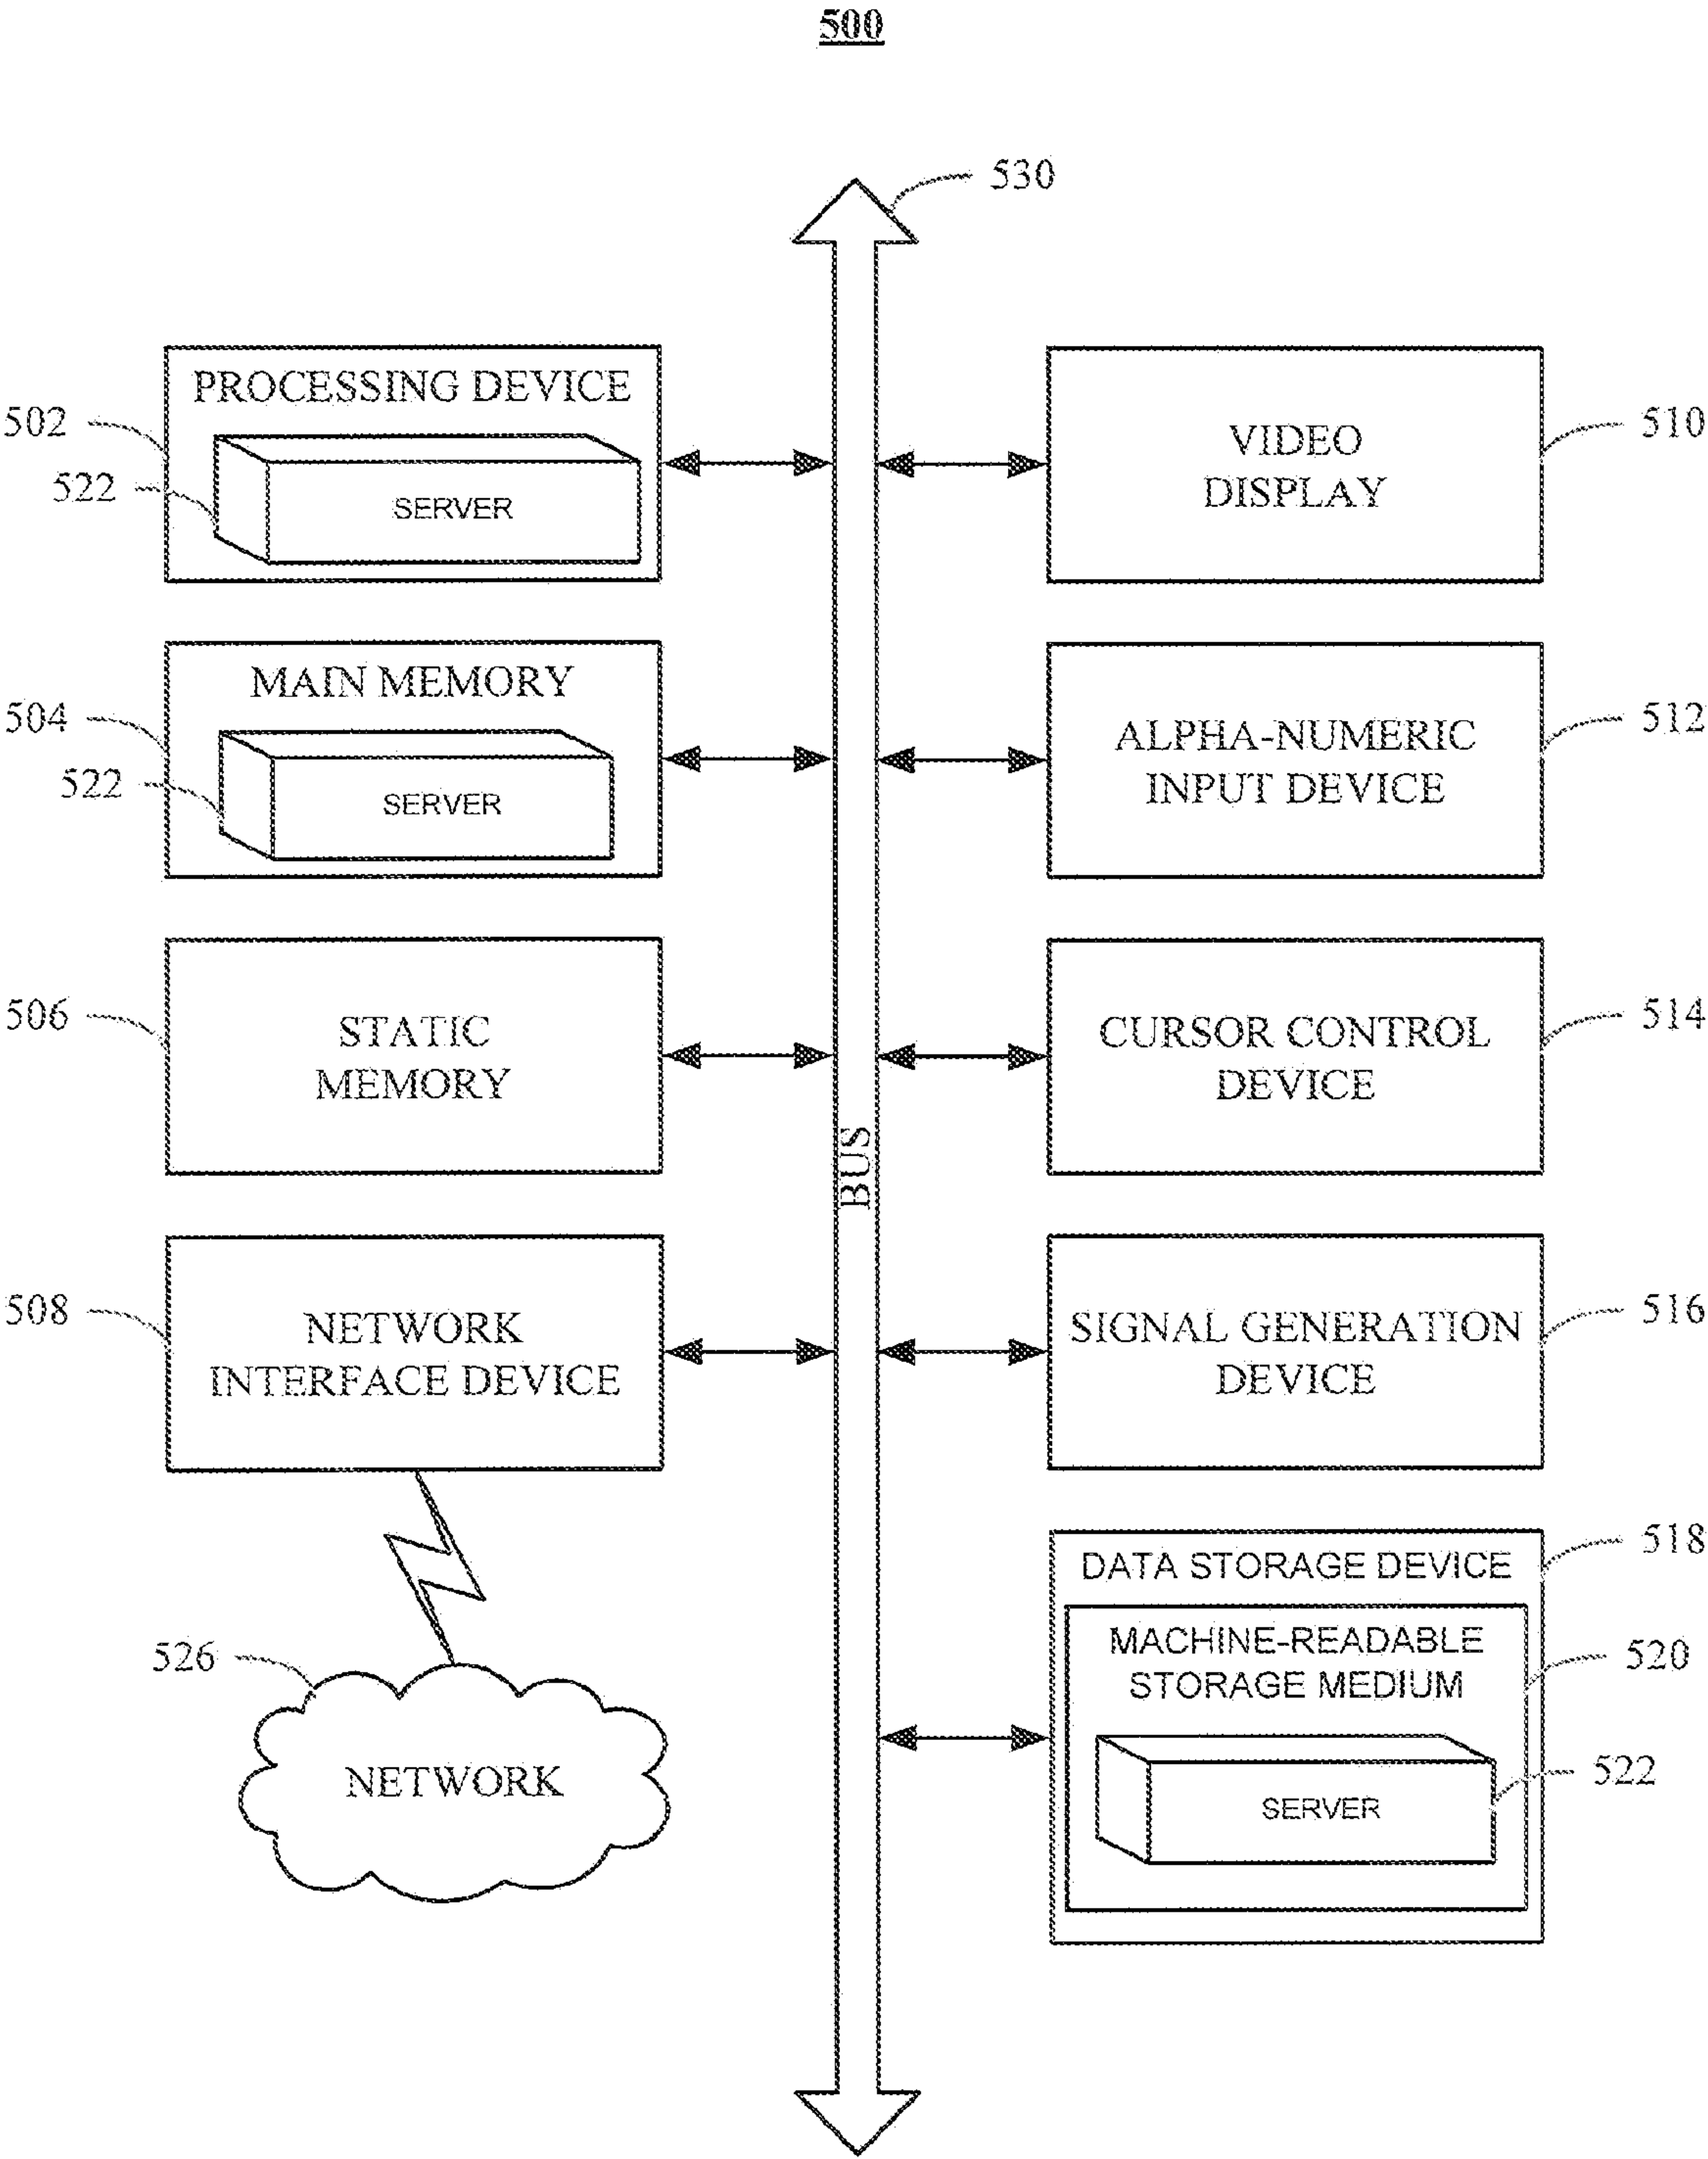 500
530
PROCESSING DEVICE
502
522
SERVER
VIDEO
DISPLAY
510
MAIN MEMORY
504
522
SERVER
ALPHA-NUMERIC
INPUT DEVICE
512
506
STATIC
MEMORY
CURSOR CONTROL
DEVICE
514
BUS
508
NETWORK
INTERFACE DEVICE
SIGNAL GENERATION
DEVICE
516
DATA STORAGE DEVICE
518
MACHINE-READABLE
STORAGE MEDIUM
520
SERVER
522
526
NETWORK